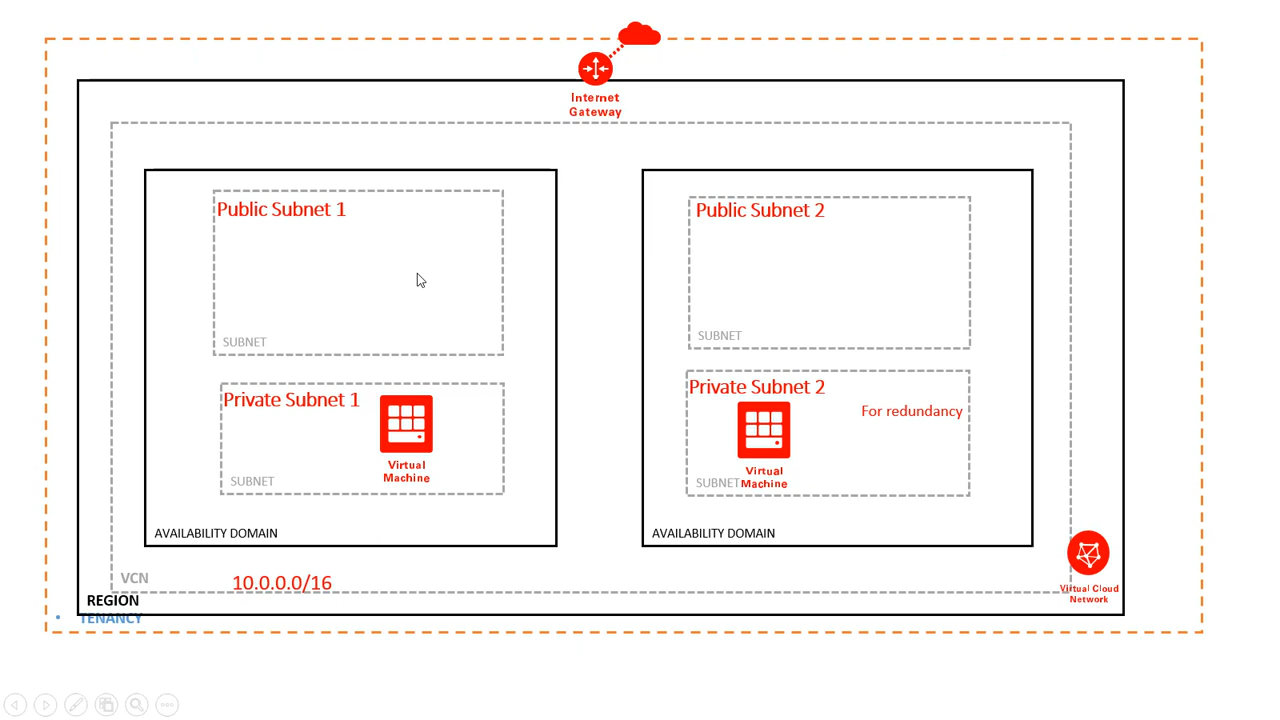 Internet
Gateway
Public Subnet 1
SUBNET
Public Subnet 2
SUBNET
Private Subnet 1
Virtual
Machine
SUBNET
Private Subnet 2
For redundancy
Virtual
Machine
SUBNET
AVAILABILITY DOMAIN
AVAILABILITY DOMAIN
VCN
10.0.0.0/16
Virtual Cloud
Network
REGION
• TENANCY